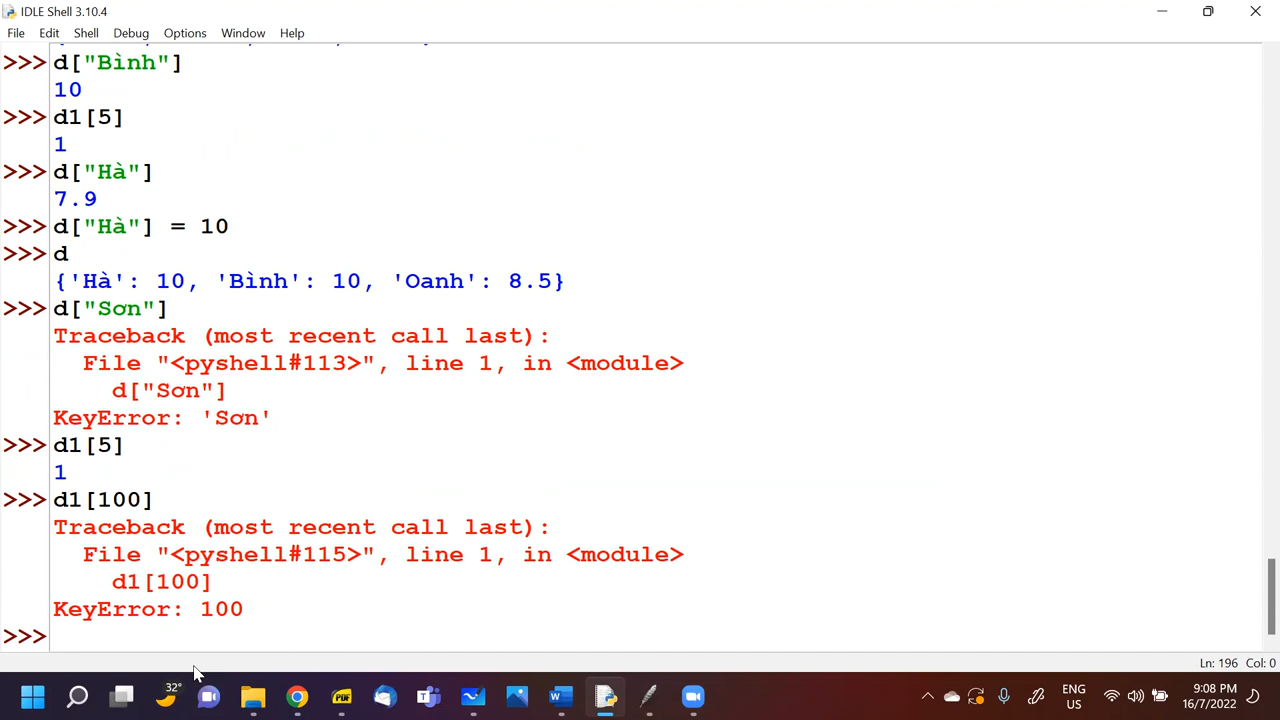 IDLE Shell 3.10.4
File Edit Shell Debug Options Window Help
>>> d["Bình"]
10
>>> d1[5]
1
>>> d["Hà"]
7.9
>>> d["Hà"] = 10
>>> d
{'Hà': 10, 'Bình': 10, 'Oanh': 8.5}
>>> d["Sơn"]
Traceback (most recent call last):
File "<pyshell#113>", line 1, in <module>
d["Sơn"]
KeyError: 'Sơn'
>>> d1[5]
1
>>> d1[100]
Traceback (most recent call last):
File "<pyshell#115>", line 1, in <module>
d1[100]
KeyError: 100
>>>
Ln: 196 Col: 0
32°
PDF
ENG
US
9:08 PM
16/7/2022